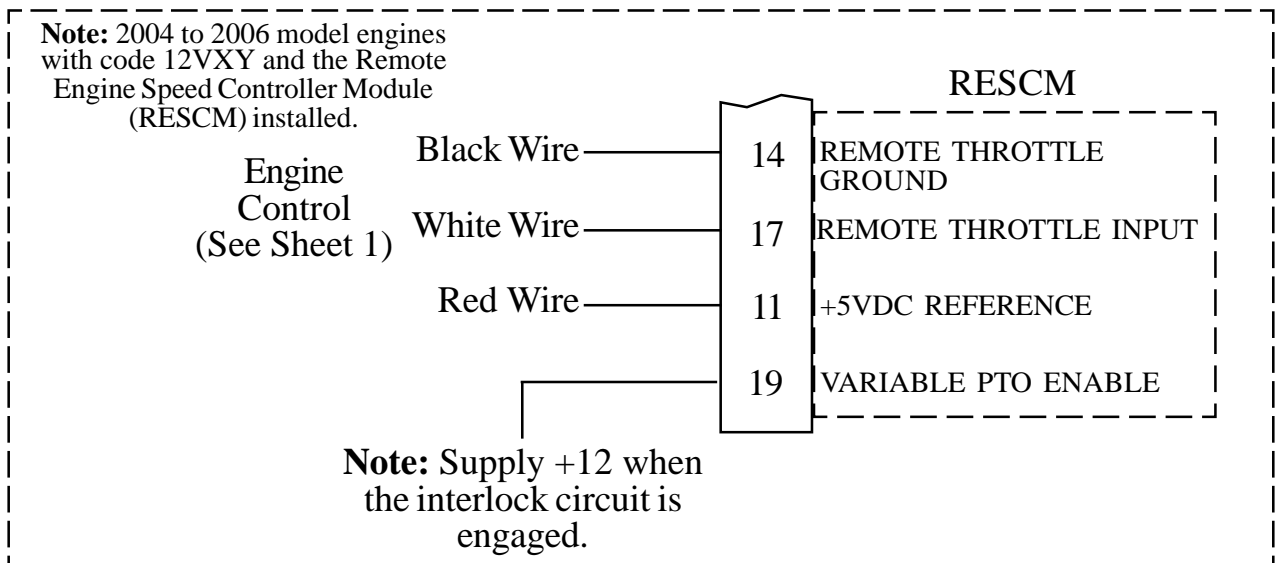 Note: 2004 to 2006 model engines
with code 12VXY and the Remote
Engine Speed Controller Module
(RESCM) installed.
RESCM
Engine
Control
(See Sheet 1)
Black Wire
14
REMOTE THROTTLE
GROUND
White Wire
17
REMOTE THROTTLE INPUT
Red Wire
11
+5VDC REFERENCE
19
VARIABLE PTO ENABLE
Note: Supply +12 when
the interlock circuit is
engaged.